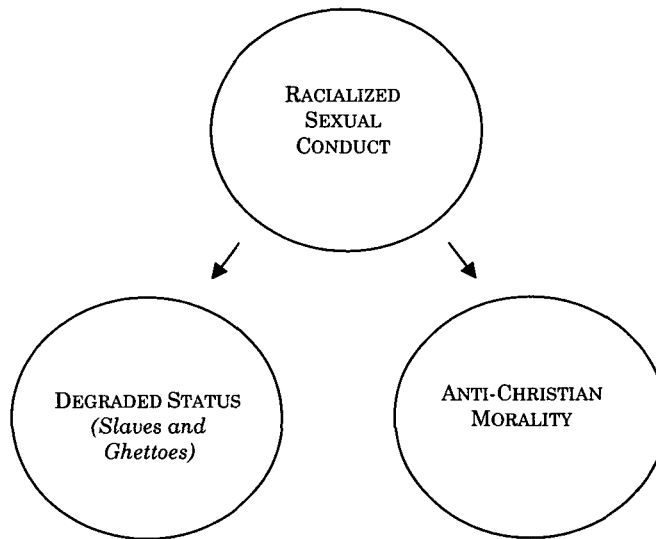 RACIALIZED
SEXUAL
CONDUCT
DEGRADED STATUS
(Slaves and
Ghettoes)
ANTI-CHRISTIAN
MORALITY